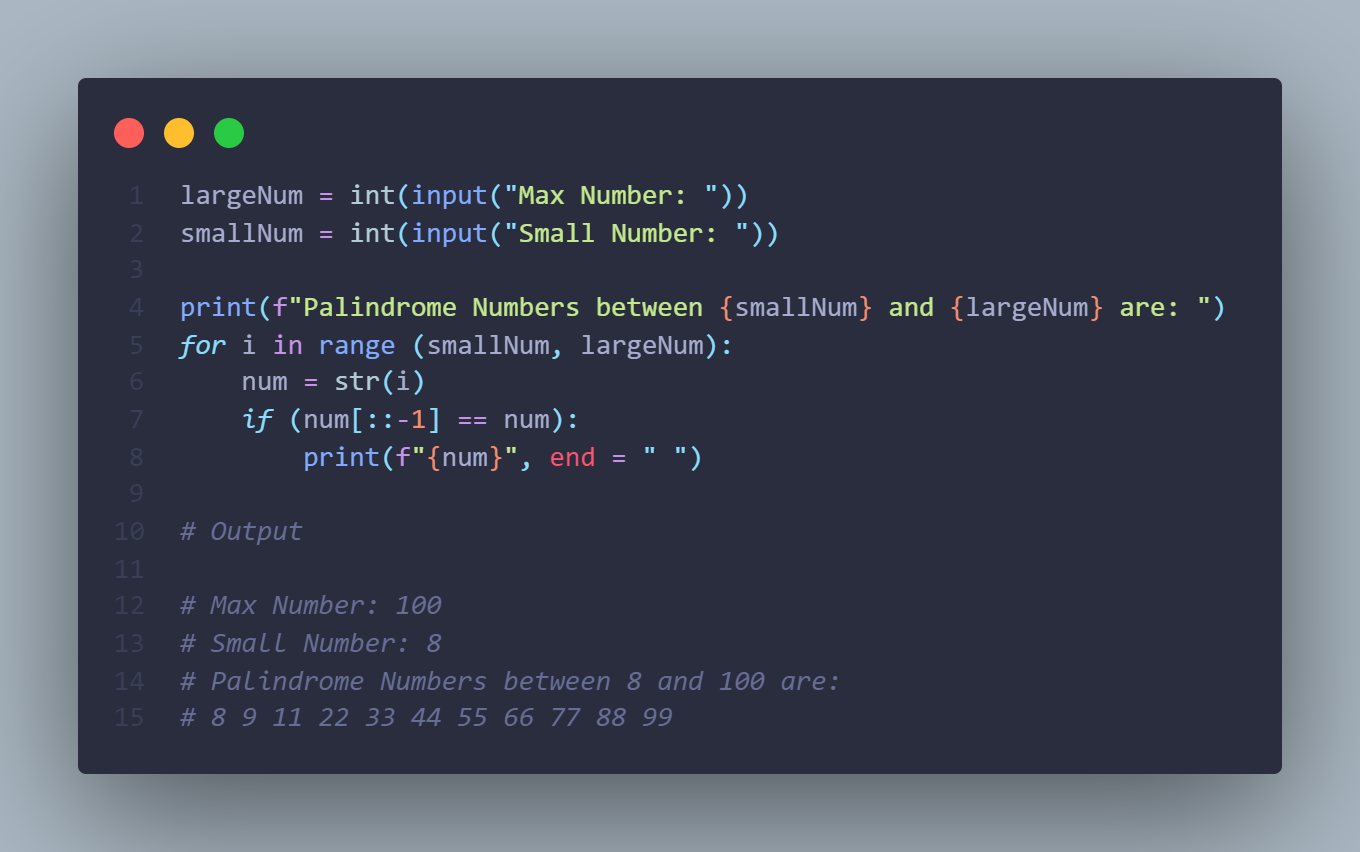 1 largeNum = int(input("Max Number: "))
2 smallNum = int(input("Small Number: "))
3
4 print(f"Palindrome Numbers between {smallNum} and {largeNum} are: ")
5 for i in range (smallNum, largeNum):
6     num = str(i)
7     if (num[::-1] == num):
8         print(f"{num}", end = " ")
9
10 # Output
11
12 # Max Number: 100
13 # Small Number: 8
14 # Palindrome Numbers between 8 and 100 are:
15 # 8 9 11 22 33 44 55 66 77 88 99